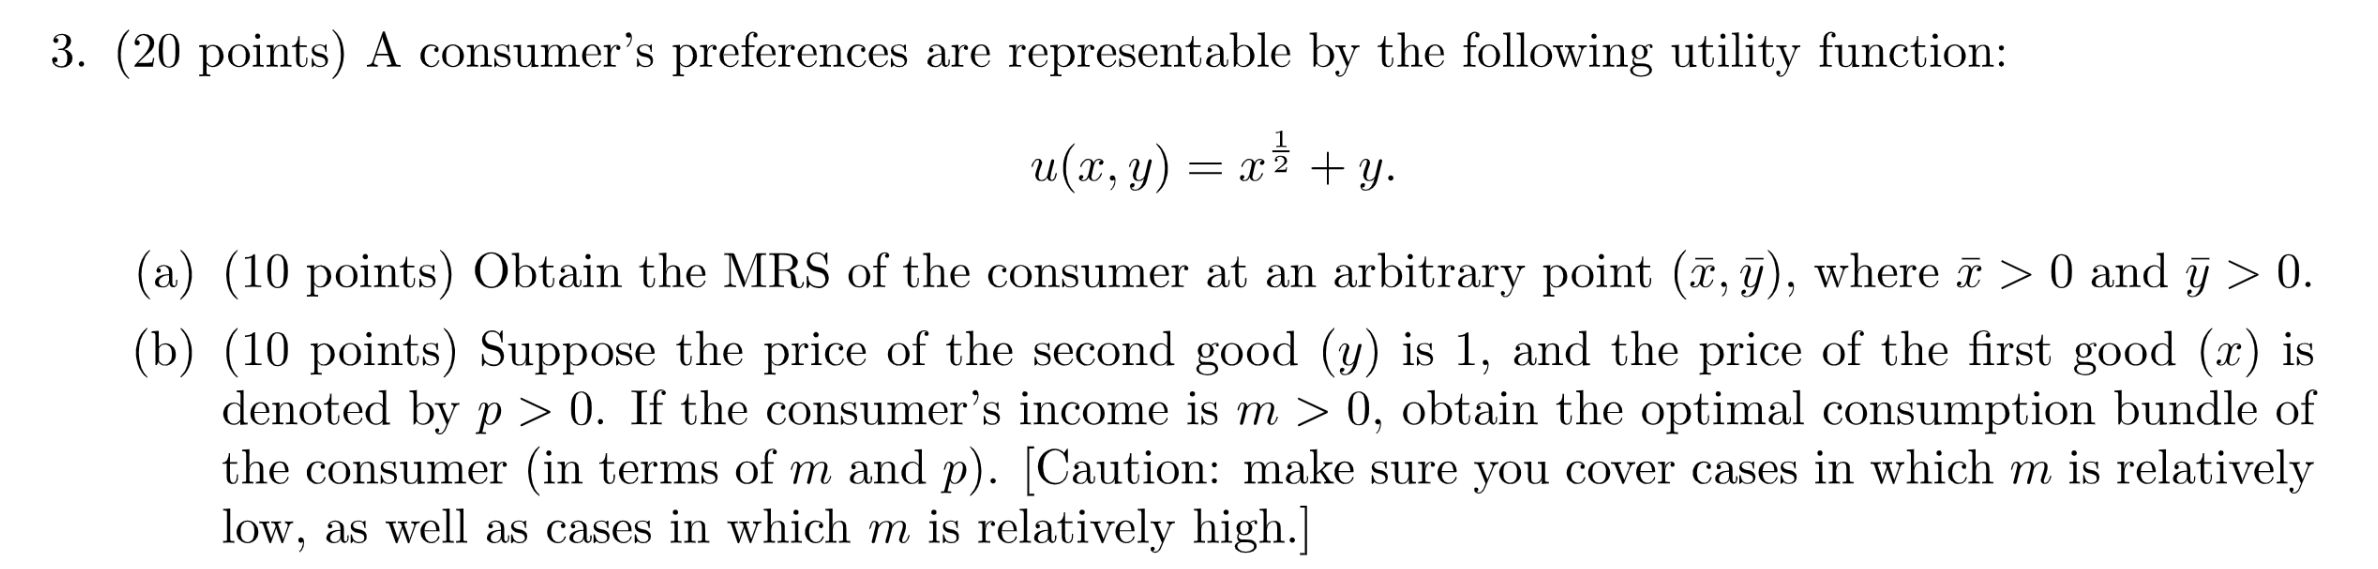 3. (20 points) A consumer's preferences are representable by the following utility function:
u(x, y) = x^{\frac{1}{2}} + y.
(a) (10 points) Obtain the MRS of the consumer at an arbitrary point (x̄, ȳ), where x̄ > 0 and ȳ > 0.
(b) (10 points) Suppose the price of the second good (y) is 1, and the price of the first good (x) is
denoted by p > 0. If the consumer's income is m > 0, obtain the optimal consumption bundle of
the consumer (in terms of m and p). [Caution: make sure you cover cases in which m is relatively
low, as well as cases in which m is relatively high.]